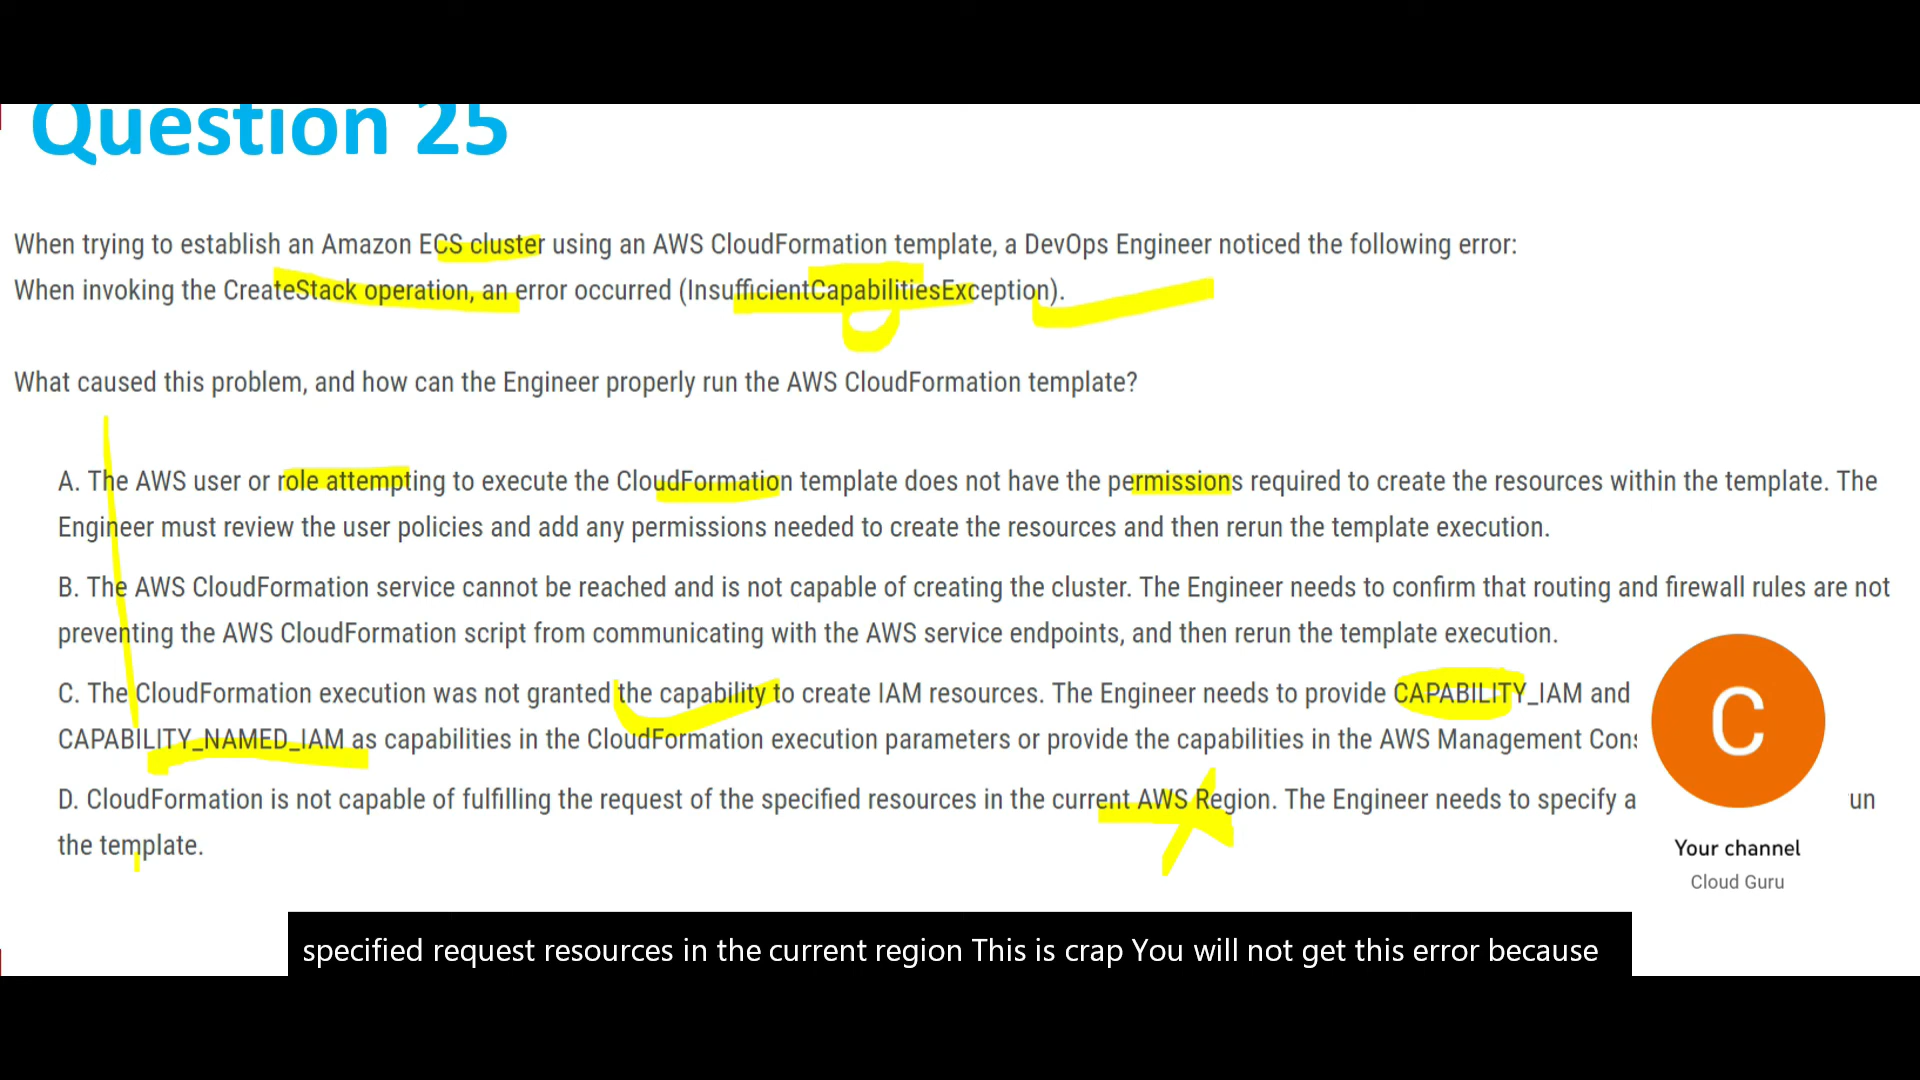 Question 25
When trying to establish an Amazon ECS cluster using an AWS CloudFormation template, a DevOps Engineer noticed the following error:
When invoking the CreateStack operation, an error occurred (InsufficientCapabilitiesException).
What caused this problem, and how can the Engineer properly run the AWS CloudFormation template?
A. The AWS user or role attempting to execute the CloudFormation template does not have the permissions required to create the resources within the template. The
Engineer must review the user policies and add any permissions needed to create the resources and then rerun the template execution.
B. The AWS CloudFormation service cannot be reached and is not capable of creating the cluster. The Engineer needs to confirm that routing and firewall rules are not
preventing the AWS CloudFormation script from communicating with the AWS service endpoints, and then rerun the template execution.
C. The CloudFormation execution was not granted the capability to create IAM resources. The Engineer needs to provide CAPABILITY_IAM and
CAPABILITY_NAMED_IAM as capabilities in the CloudFormation execution parameters or provide the capabilities in the AWS Management
D. CloudFormation is not capable of fulfilling the request of the specified resources in the current AWS Region. The Engineer needs to specify a un
the template.
C
Your channel
Cloud Guru
specified request resources in the current region This is crap You will not get this error because